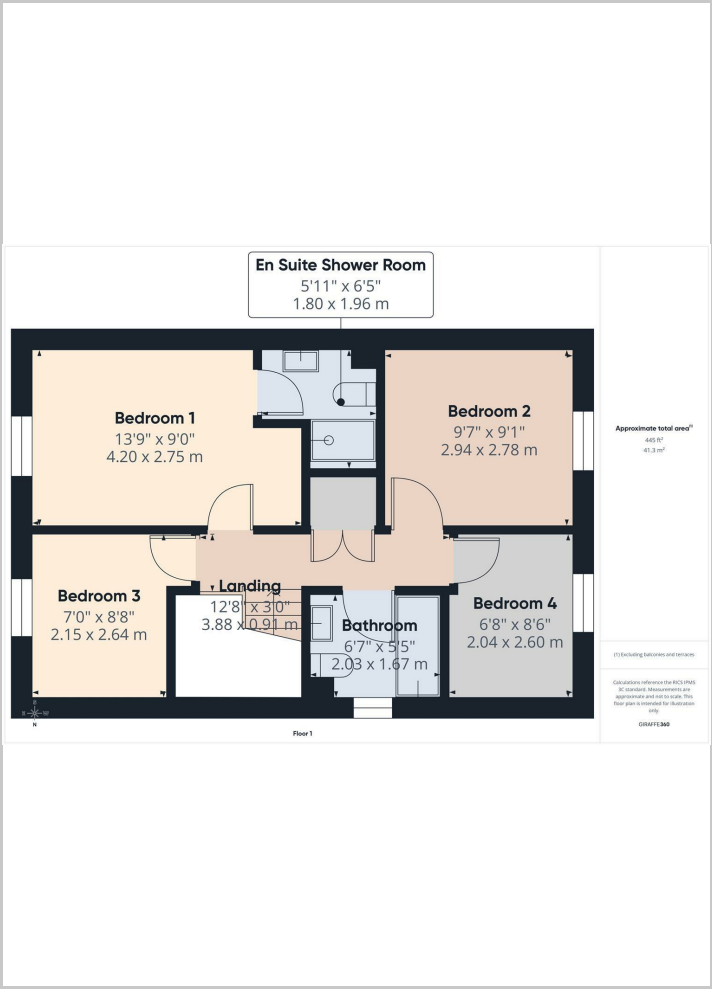 En Suite Shower Room
5'11" x 6'5"
1.80 x 1.96 m
Bedroom 1
13'9" x 9'0"
4.20 x 2.75 m
Bedroom 2
9'7" x 9'1"
2.94 x 2.78 m
Bedroom 3
7'0" x 8'8"
2.15 x 2.64 m
Landing
12'8" x 3'0"
3.88 x 0.91 m
Bathroom
6'7" x 5'5"
2.03 x 1.67 m
Bedroom 4
6'8" x 8'6"
2.04 x 2.60 m
N
Floor 1
Approximate total area⁽¹⁾
445 ft²
41.3 m²
(1) Excluding balconies and terraces
Calculations reference the RICS IPMS
3C standard. Measurements are
approximate and not to scale. This
floor plan is intended for illustration
only.
GIRAFFE360